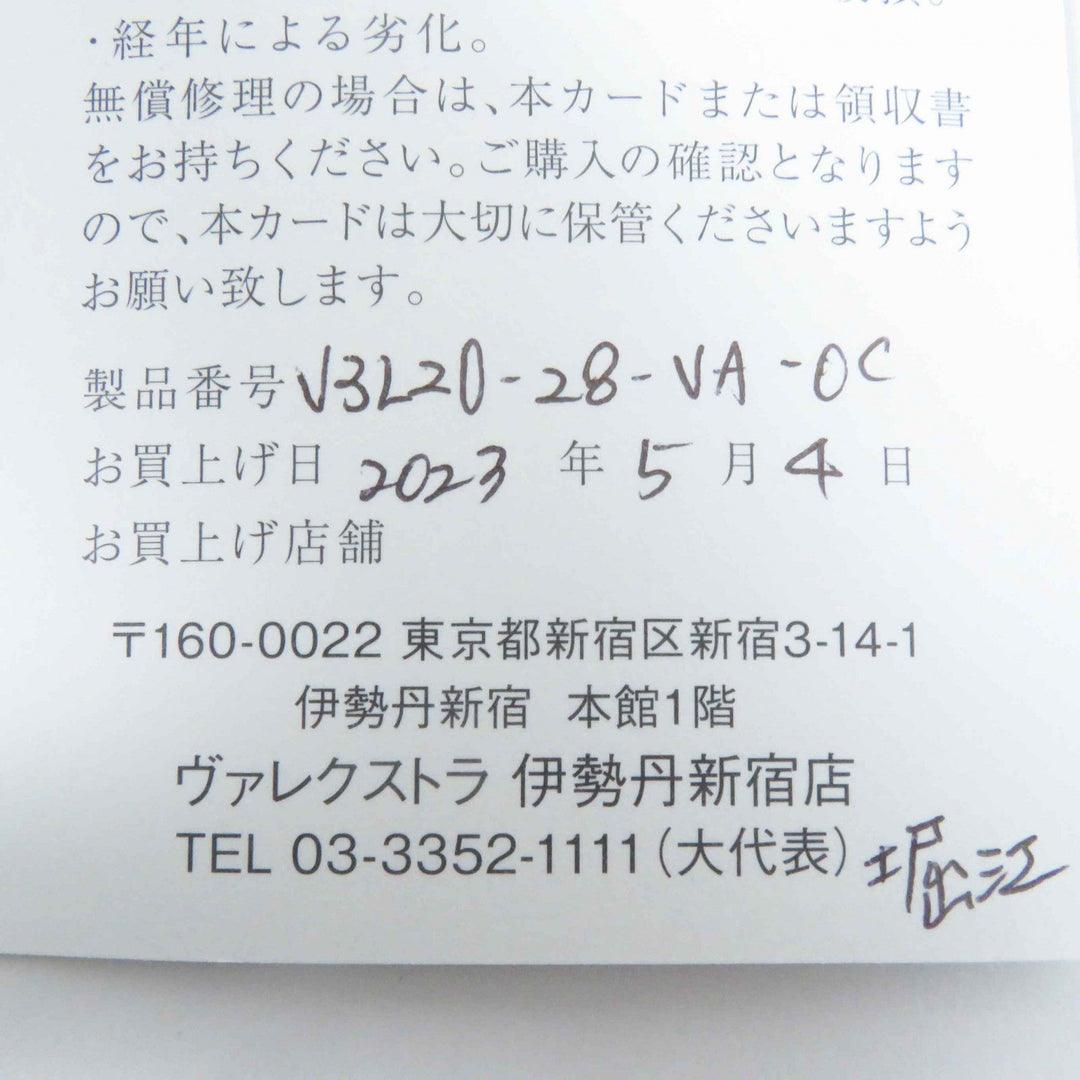 ・経年による劣化。
無償修理の場合は、本カードまたは領収書
をお持ちください。ご購入の確認となります
ので、本カードは大切に保管くださいますよう
お願い致します。
製品番号 V3L20-28-VA-OC
お買上げ日 2023 年 5 月 4 日
お買上げ店舗
〒160-0022 東京都新宿区新宿3-14-1
伊勢丹新宿 本館1階
ヴァレクストラ 伊勢丹新宿店
TEL 03-3352-1111（大代表） 堀江